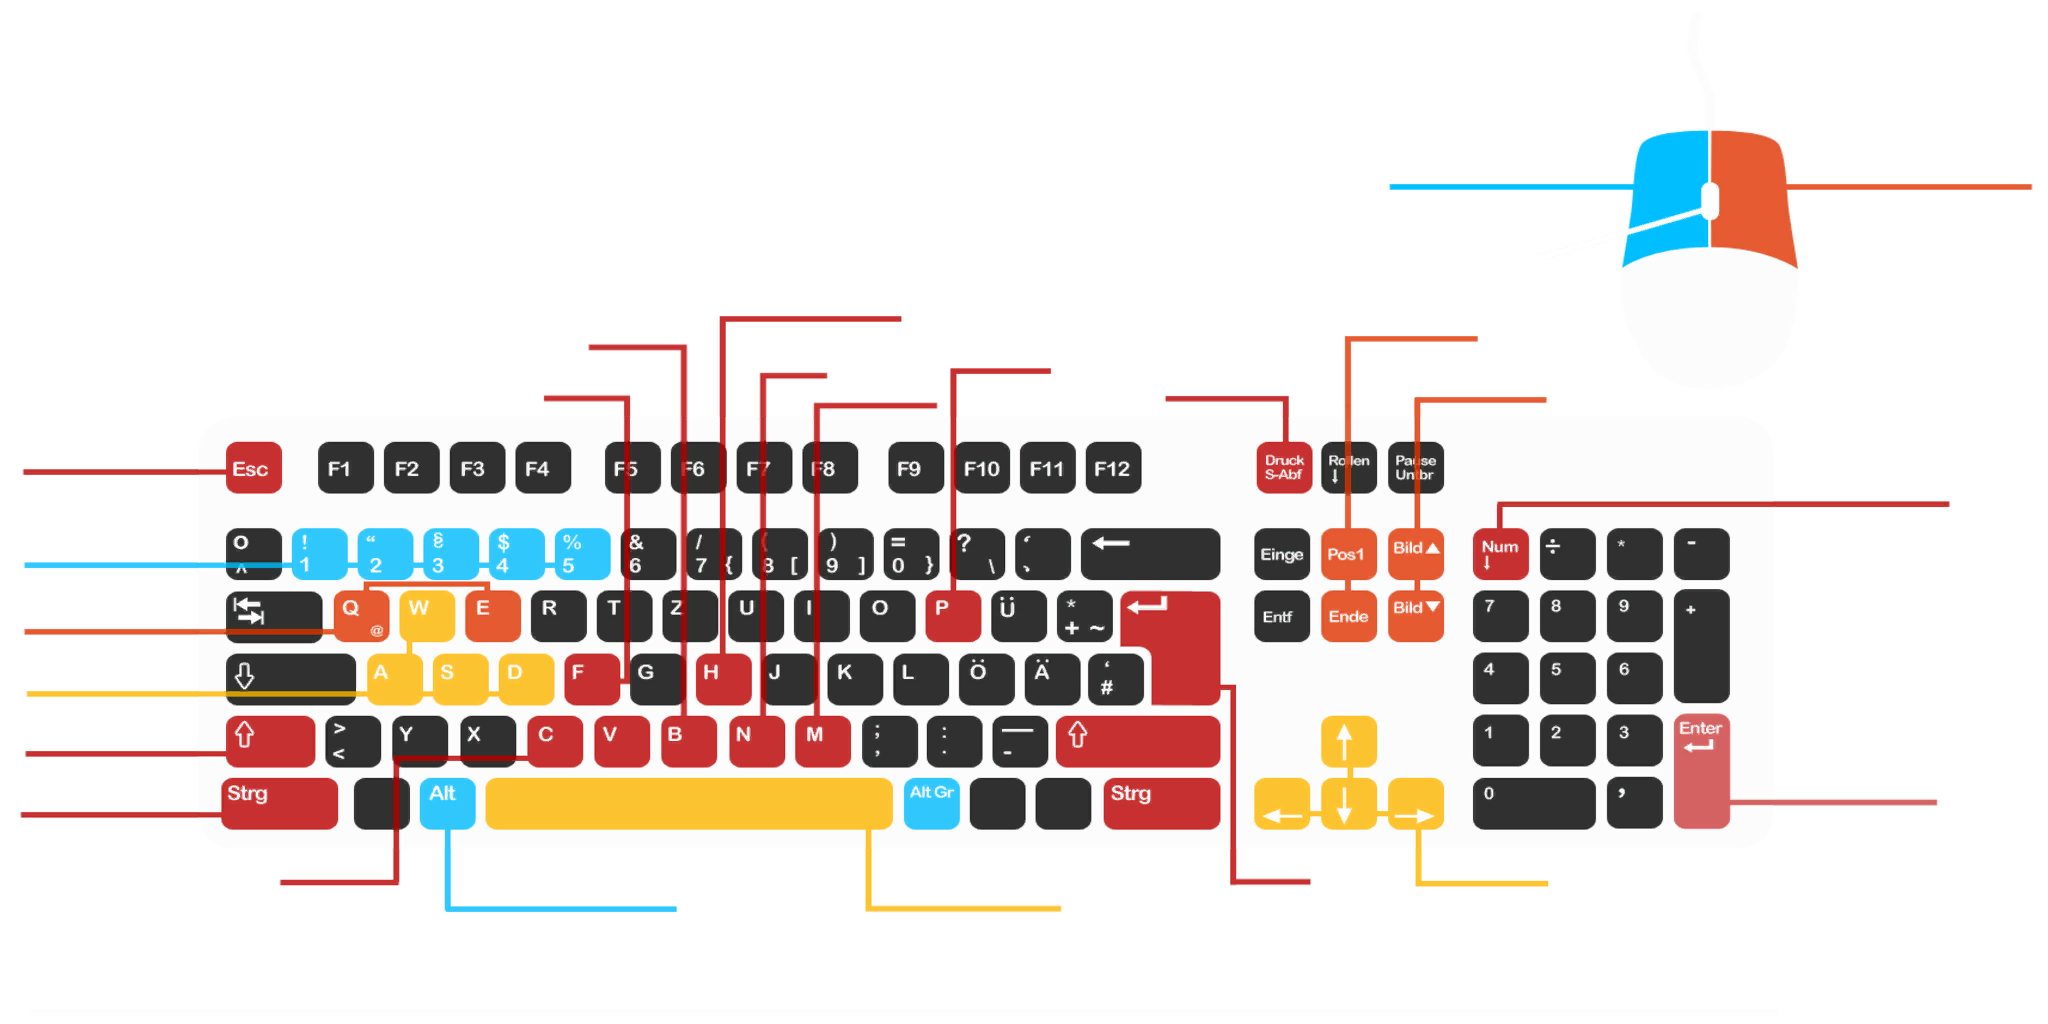 Esc F1 F2 F3 F4 F5 F6 F7 F8 F9 F10 F11 F12 Druck Rollen Pause
S-Abf ↓ Untbr
O ! “ § $ % & / ( ) = ? ‘ ← Einge Pos1 Bild▲ Num ÷ * -
^ 1 2 3 4 5 6 7 { 8 [ 9 ] 0 } \ ` ↓
Q W E R T Z U I O P Ü * Entf Ende Bild▼ 7 8 9 +
@ + ~
A S D F G H J K L Ö Ä ‘ 4 5 6
#
> Y X C V B N M ; : — 1 2 3 Enter
< , . -
Strg Alt Alt Gr Strg ← ↓ → 0 ,